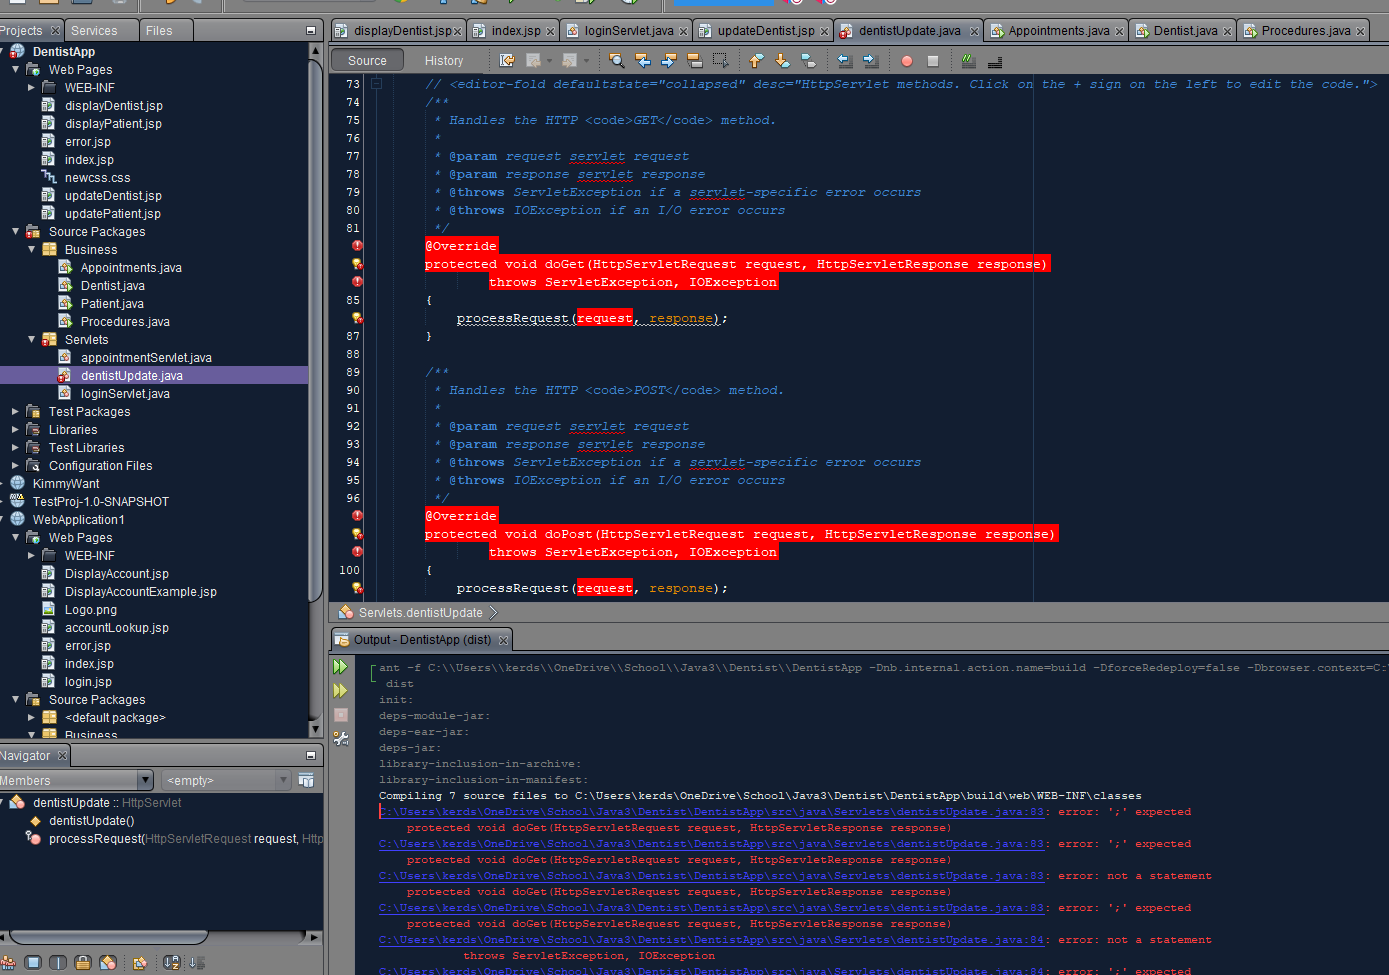 Projects
Services
Files
DentistApp
Web Pages
WEB-INF
displayDentist.jsp
displayPatient.jsp
error.jsp
index.jsp
newcss.css
updateDentist.jsp
updatePatient.jsp
Source Packages
Business
Appointments.java
Dentist.java
Patient.java
Procedures.java
Servlets
appointmentServlet.java
dentistUpdate.java
loginServlet.java
Test Packages
Libraries
Test Libraries
Configuration Files
KimmyWant
TestProj-1.0-SNAPSHOT
WebApplication1
Web Pages
WEB-INF
DisplayAccount.jsp
DisplayAccountExample.jsp
Logo.png
accountLookup.jsp
error.jsp
index.jsp
login.jsp
Source Packages
<default package>
Business
Navigator
Members
<empty>
dentistUpdate :: HttpServlet
dentistUpdate()
processRequest(HttpServletRequest request, Http
displayDentist.jsp
index.jsp
loginServlet.java
updateDentist.jsp
dentistUpdate.java
Appointments.java
Dentist.java
Procedures.java
Source
History
73 // <editor-fold defaultstate="collapsed" desc="HttpServlet methods. Click on the + sign on the left to edit the code.">
74 /**
75 * Handles the HTTP <code>GET</code> method.
76 *
77 * @param request servlet request
78 * @param response servlet response
79 * @throws ServletException if a servlet-specific error occurs
80 * @throws IOException if an I/O error occurs
81 */
@Override
protected void doGet(HttpServletRequest request, HttpServletResponse response)
throws ServletException, IOException
85 {
processRequest(request, response);
87 }
88
89 /**
90 * Handles the HTTP <code>POST</code> method.
91 *
92 * @param request servlet request
93 * @param response servlet response
94 * @throws ServletException if a servlet-specific error occurs
95 * @throws IOException if an I/O error occurs
96 */
@Override
protected void doPost(HttpServletRequest request, HttpServletResponse response)
throws ServletException, IOException
100 {
processRequest(request, response);
Servlets.dentistUpdate
Output - DentistApp (dist)
ant -f C:\\Users\\kerds\\OneDrive\\School\\Java3\\Dentist\\DentistApp -Dnb.internal.action.name=build -DforceRedeploy=false -Dbrowser.context=C:
dist
init:
deps-module-jar:
deps-ear-jar:
deps-jar:
library-inclusion-in-archive:
library-inclusion-in-manifest:
Compiling 7 source files to C:\Users\kerds\OneDrive\School\Java3\Dentist\DentistApp\build\web\WEB-INF\classes
C:\Users\kerds\OneDrive\School\Java3\Dentist\DentistApp\src\java\Servlets\dentistUpdate.java:83: error: ';' expected
protected void doGet(HttpServletRequest request, HttpServletResponse response)
C:\Users\kerds\OneDrive\School\Java3\Dentist\DentistApp\src\java\Servlets\dentistUpdate.java:83: error: ';' expected
protected void doGet(HttpServletRequest request, HttpServletResponse response)
C:\Users\kerds\OneDrive\School\Java3\Dentist\DentistApp\src\java\Servlets\dentistUpdate.java:83: error: not a statement
protected void doGet(HttpServletRequest request, HttpServletResponse response)
C:\Users\kerds\OneDrive\School\Java3\Dentist\DentistApp\src\java\Servlets\dentistUpdate.java:83: error: ';' expected
protected void doGet(HttpServletRequest request, HttpServletResponse response)
C:\Users\kerds\OneDrive\School\Java3\Dentist\DentistApp\src\java\Servlets\dentistUpdate.java:84: error: not a statement
throws ServletException, IOException
C:\Users\kerds\OneDrive\School\Java3\Dentist\DentistApp\src\java\Servlets\dentistUpdate.java:84: error: ';' expected